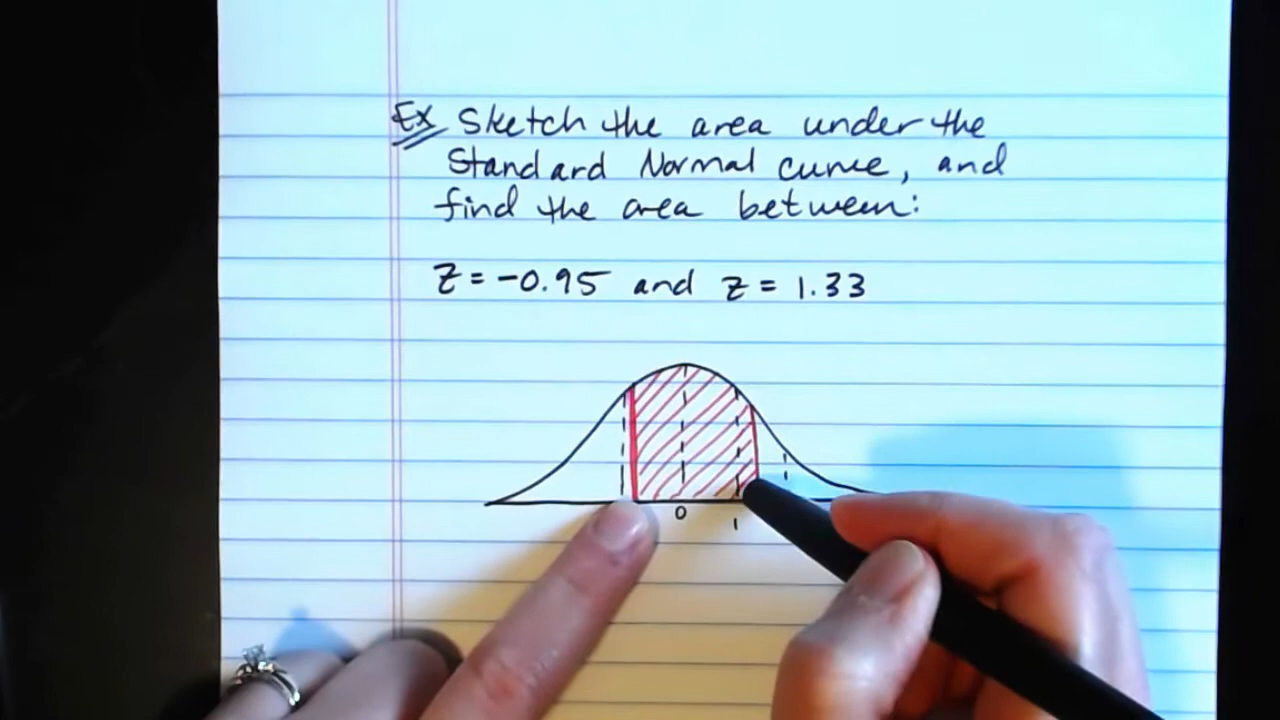 Ex Sketch the area under the
Standard Normal curve, and
find the area between:
z = -0.95 and z = 1.33
0
1